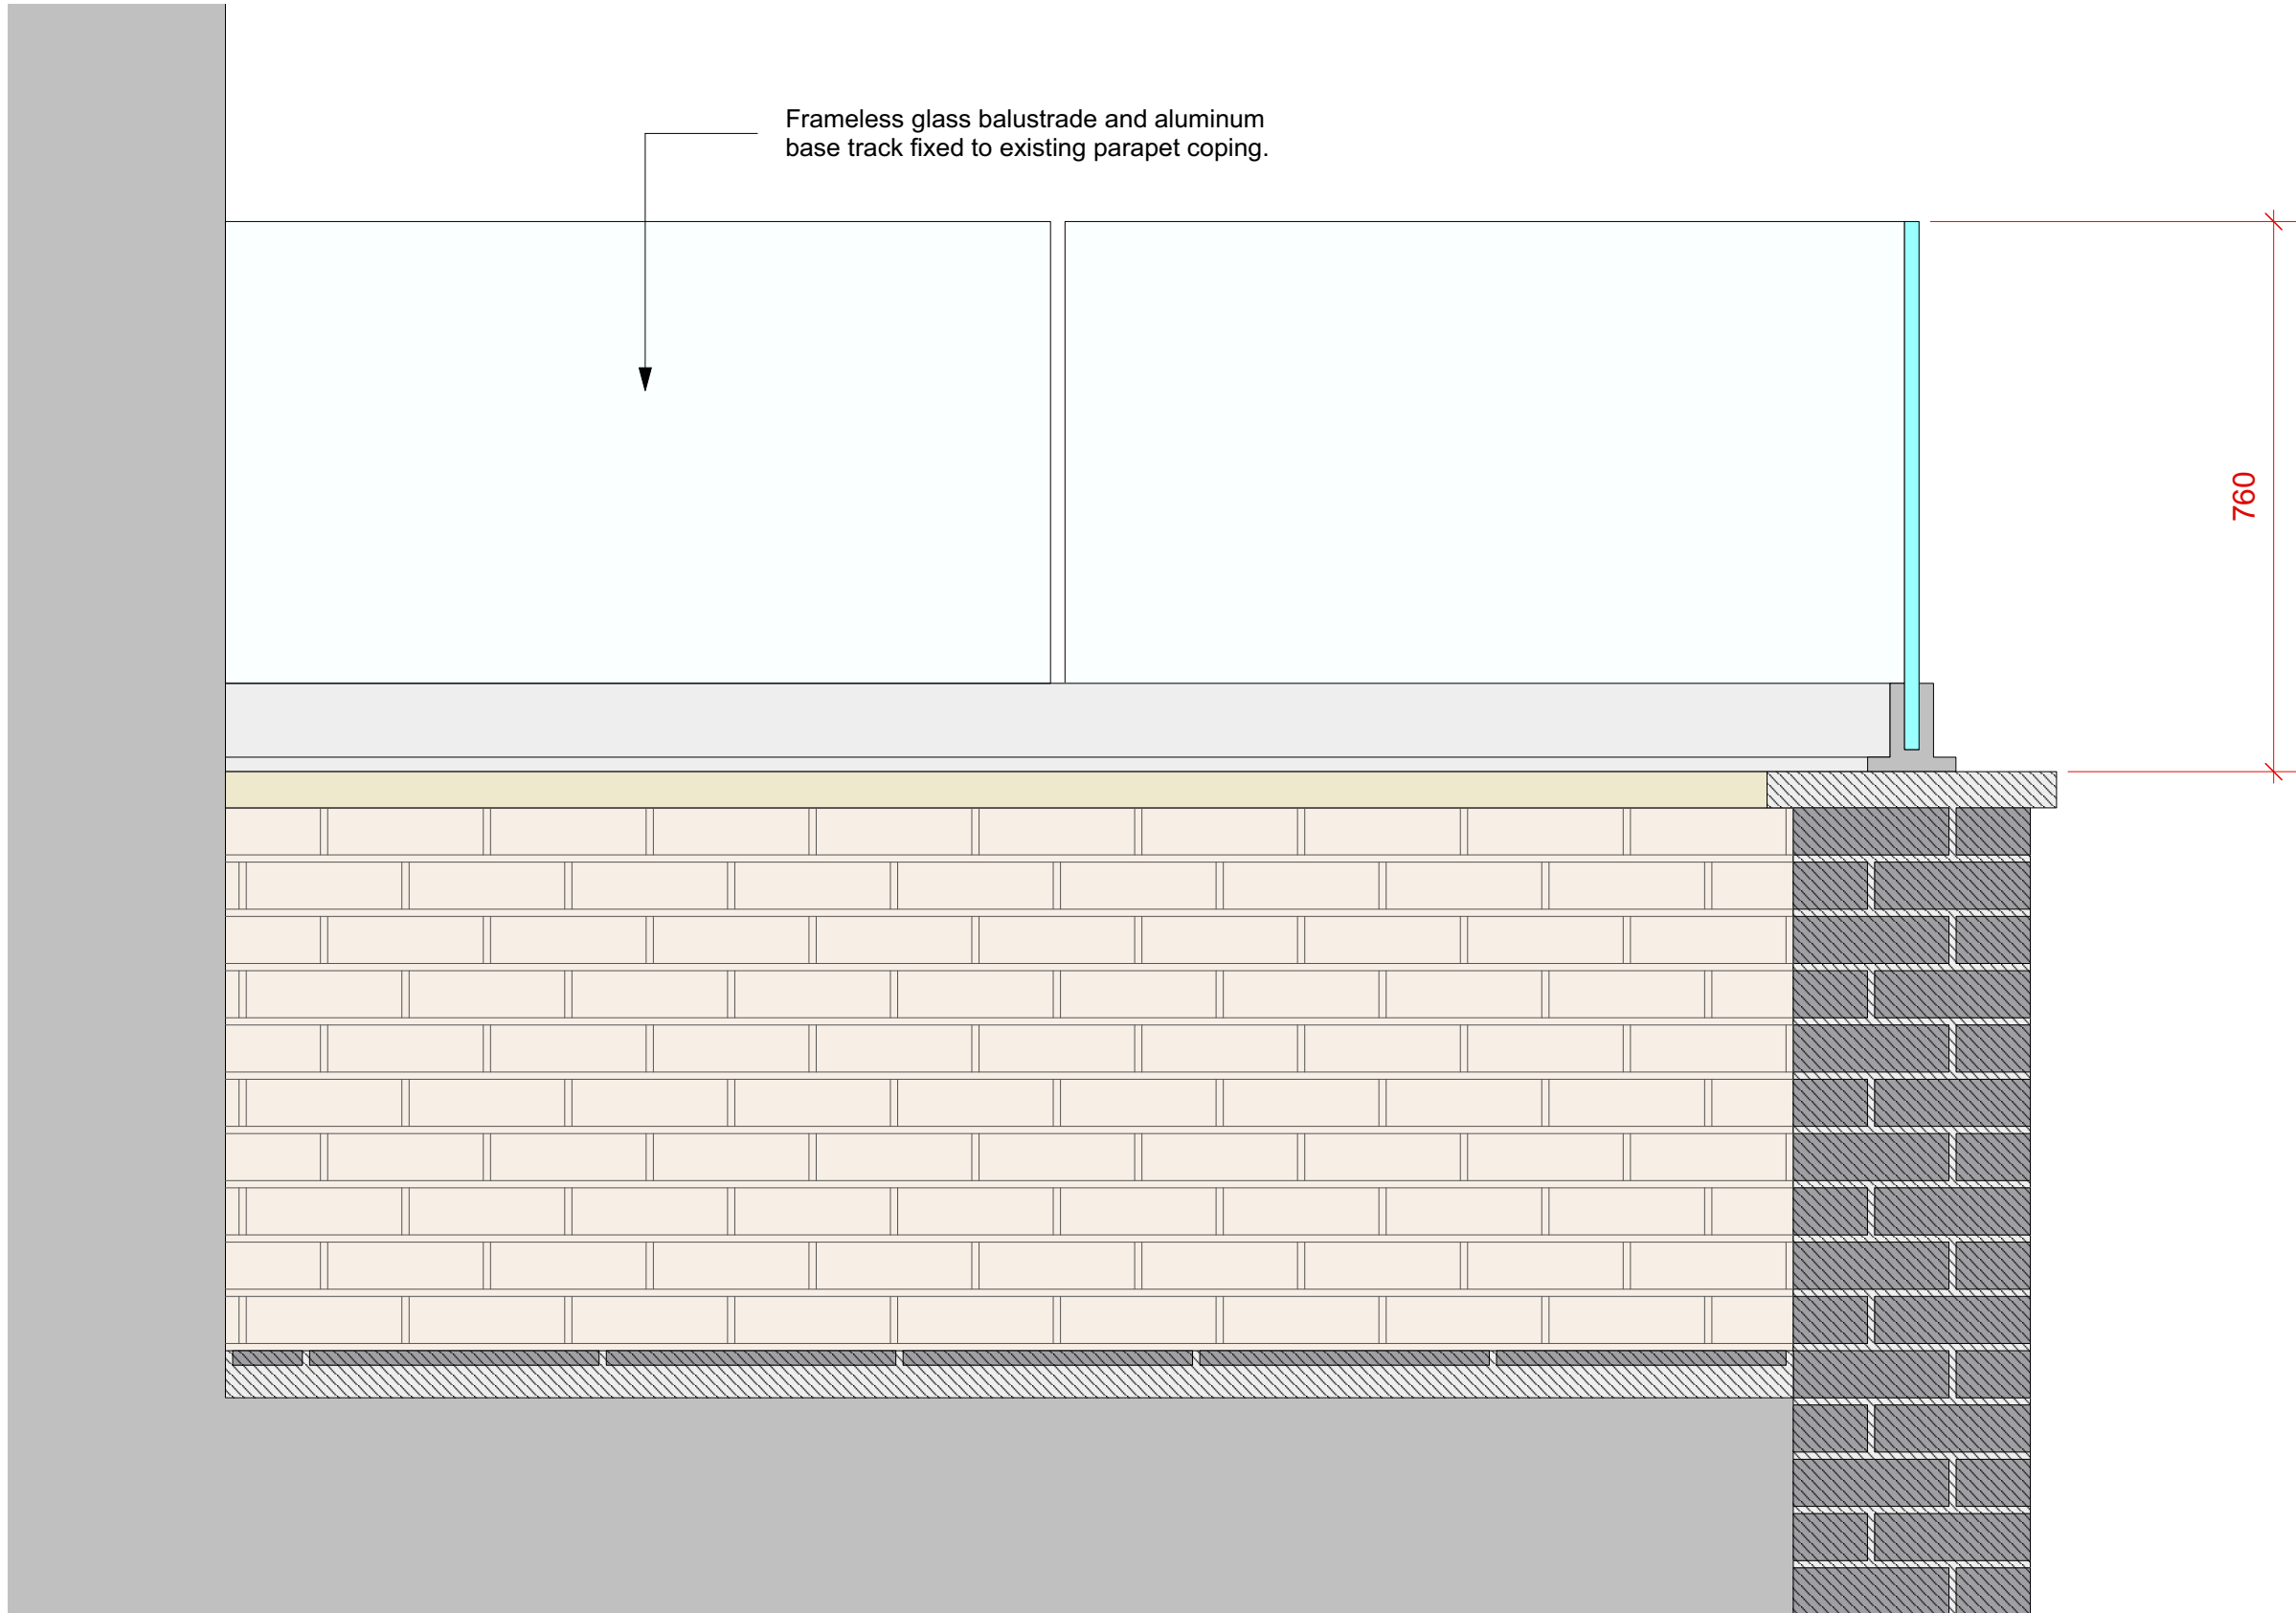 Frameless glass balustrade and aluminum
base track fixed to existing parapet coping.
760